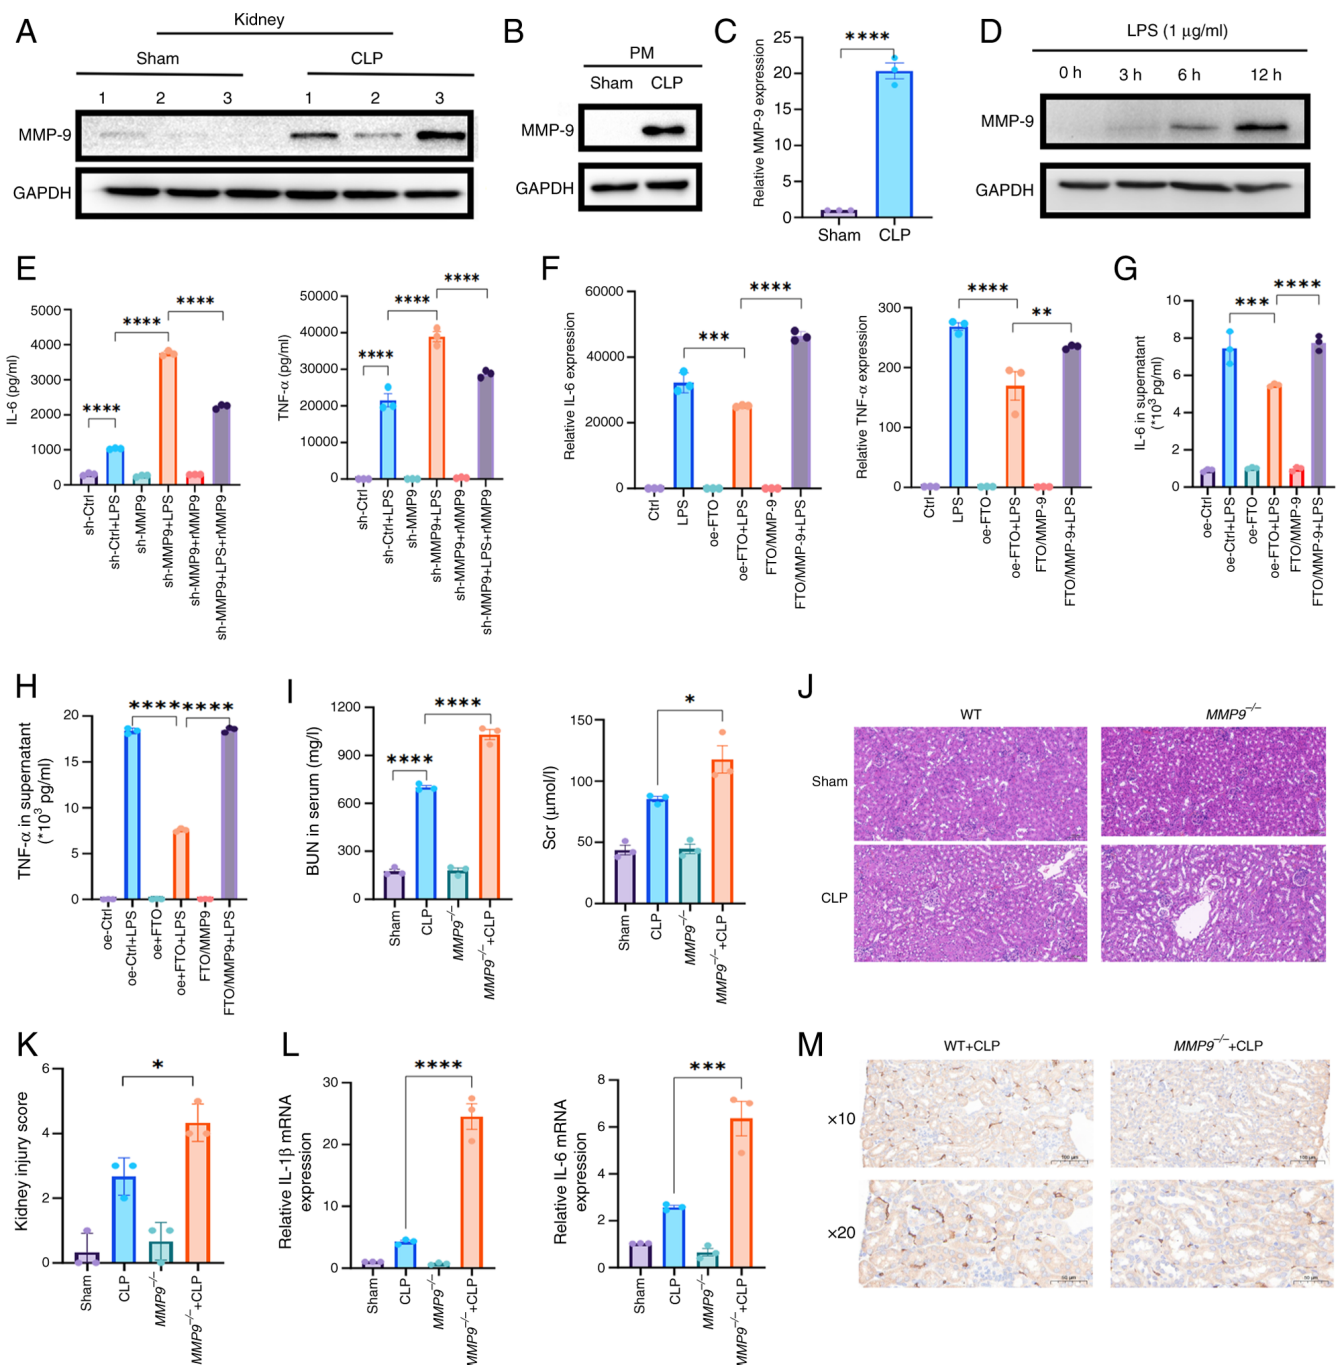 A
Kidney
Sham
CLP
1 2 3 1 2 3
MMP-9
GAPDH
B
PM
Sham CLP
MMP-9
GAPDH
C
****
Relative MMP-9 expression
25
20
15
10
5
0
Sham
CLP
D
LPS (1 μg/ml)
0 h 3 h 6 h 12 h
MMP-9
GAPDH
E
IL-6 (pg/ml)
5000
4000
3000
2000
1000
0
****
****
****
sh-Ctrl
sh-Ctrl+LPS
sh-MMP9
sh-MMP9+LPS
sh-MMP9+rMMP9
sh-MMP9+LPS+rMMP9
TNF-α (pg/ml)
50000
40000
30000
20000
10000
0
****
****
****
sh-Ctrl
sh-Ctrl+LPS
sh-MMP9
sh-MMP9+LPS
sh-MMP9+rMMP9
sh-MMP9+LPS+rMMP9
F
Relative IL-6 expression
60000
40000
20000
0
***
****
Ctrl
LPS
oe-FTO
oe-FTO+LPS
FTO/MMP-9
FTO/MMP-9+LPS
Relative TNF-α expression
300
200
100
0
****
**
Ctrl
LPS
oe-FTO
oe-FTO+LPS
FTO/MMP-9
FTO/MMP-9+LPS
G
IL-6 in supernatant
(*10³ pg/ml)
10
8
6
4
2
0
***
****
oe-Ctrl
oe-Ctrl+LPS
oe-FTO
oe-FTO+LPS
FTO/MMP-9
FTO/MMP-9+LPS
H
TNF-α in supernatant
(*10³ pg/ml)
20
15
10
5
0
****
****
oe-Ctrl
oe-Ctrl+LPS
oe+FTO
oe+FTO+LPS
FTO/MMP9
FTO/MMP9+LPS
I
BUN in serum (mg/l)
1200
900
600
300
0
****
****
Sham
CLP
MMP9⁻/⁻
MMP9⁻/⁻+CLP
Scr (μmol/l)
150
100
50
0
*
Sham
CLP
MMP9⁻/⁻
MMP9⁻/⁻+CLP
J
WT
MMP9⁻/⁻
Sham
CLP
K
Kidney injury score
6
4
2
0
*
Sham
CLP
MMP9⁻/⁻
MMP9⁻/⁻+CLP
L
Relative IL-1β mRNA
expression
30
20
10
0
****
Sham
CLP
MMP9⁻/⁻
MMP9⁻/⁻+CLP
Relative IL-6 mRNA
expression
8
6
4
2
0
***
Sham
CLP
MMP9⁻/⁻
MMP9⁻/⁻+CLP
M
WT+CLP
MMP9⁻/⁻+CLP
×10
100 μm
100 μm
×20
50 μm
50 μm